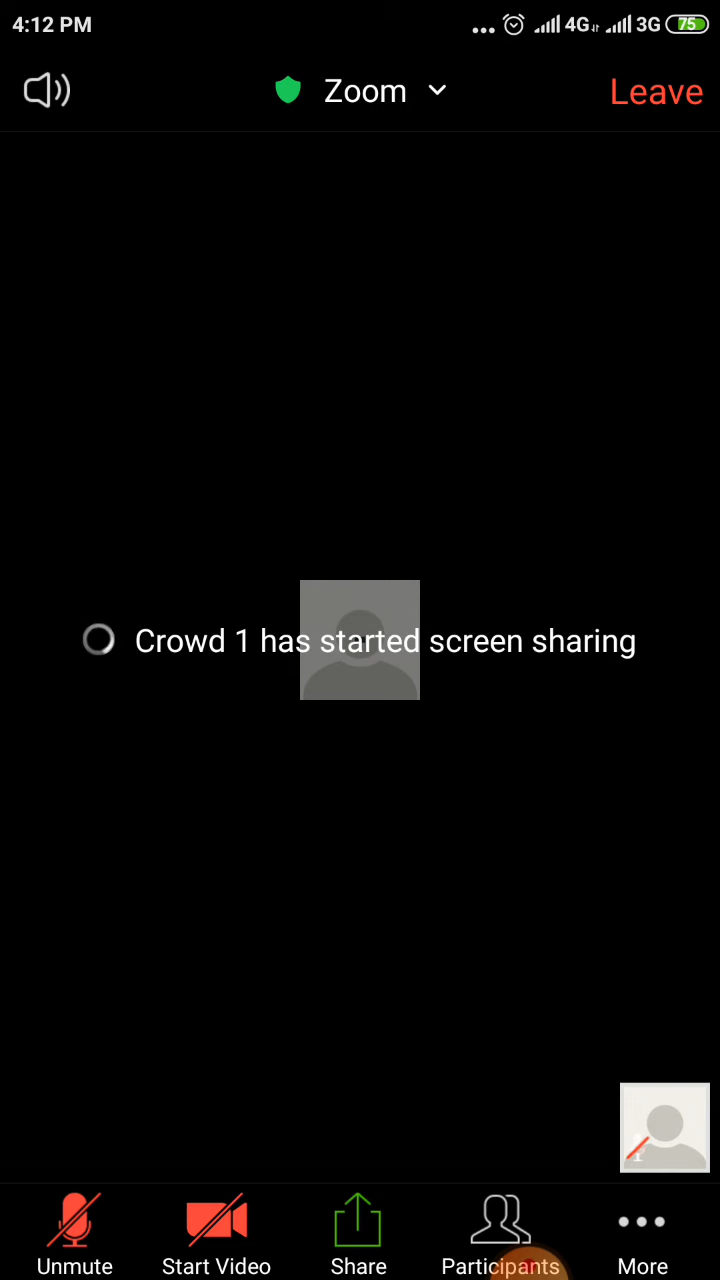 4:12 PM
4G 3G 75
Zoom
Leave
Crowd 1 has started screen sharing
Unmute
Start Video
Share
Participants
More